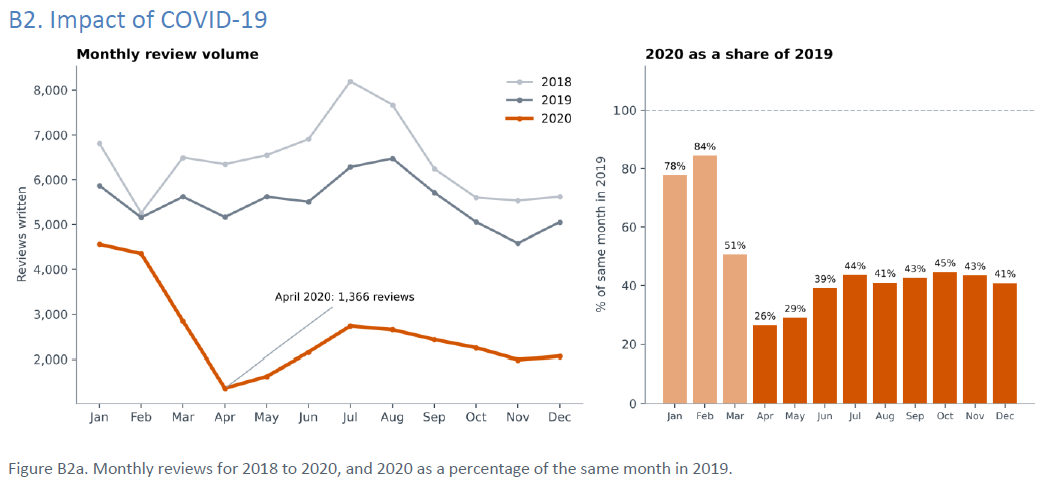 B2. Impact of COVID-19
Monthly review volume
2018
2019
2020
Reviews written
8,000
7,000
6,000
5,000
4,000
3,000
2,000
April 2020: 1,366 reviews
Jan Feb Mar Apr May Jun Jul Aug Sep Oct Nov Dec
2020 as a share of 2019
% of same month in 2019
100
80
60
40
20
0
78% 84% 51% 26% 29% 39% 44% 41% 43% 45% 43% 41%
Jan Feb Mar Apr May Jun Jul Aug Sep Oct Nov Dec
Figure B2a. Monthly reviews for 2018 to 2020, and 2020 as a percentage of the same month in 2019.